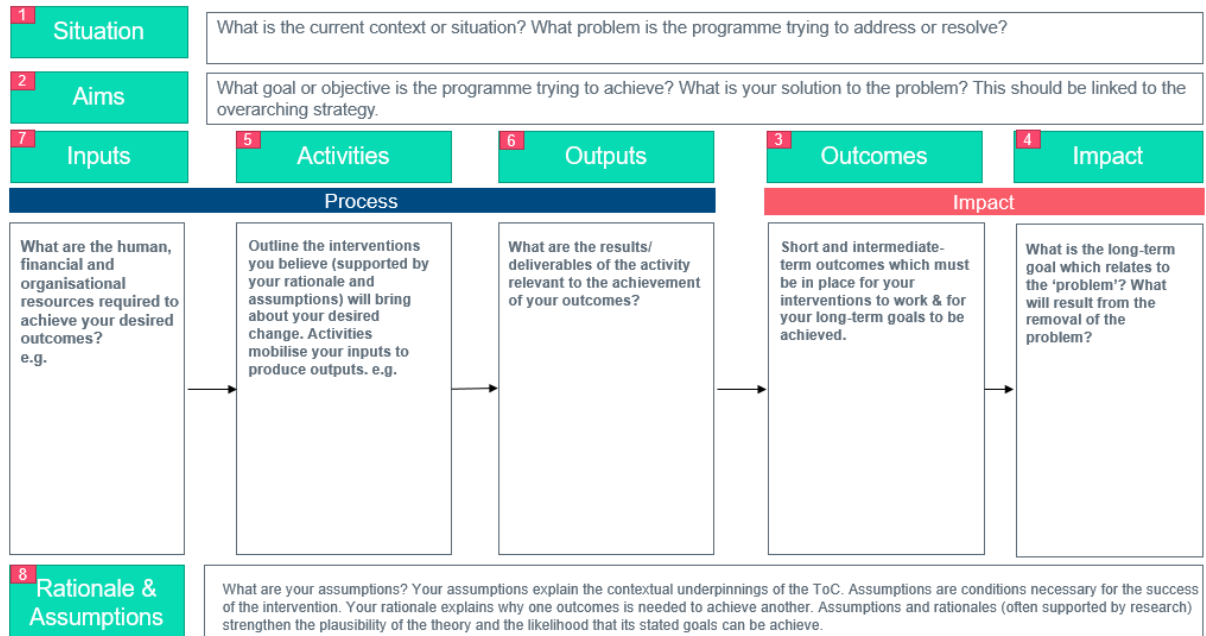 1
Situation
What is the current context or situation? What problem is the programme trying to address or resolve?
2
Aims
What goal or objective is the programme trying to achieve? What is your solution to the problem? This should be linked to the
overarching strategy.
7
Inputs
5
Activities
6
Outputs
3
Outcomes
4
Impact
Process
Impact
What are the human,
financial and
organisational
resources required to
achieve your desired
outcomes?
e.g.
Outline the interventions
you believe (supported by
your rationale and
assumptions) will bring
about your desired
change. Activities
mobilise your inputs to
produce outputs. e.g.
What are the results/
deliverables of the activity
relevant to the achievement
of your outcomes?
Short and intermediate-
term outcomes which must
be in place for your
interventions to work & for
your long-term goals to be
achieved.
What is the long-term
goal which relates to
the ‘problem’? What
will result from the
removal of the
problem?
8
Rationale &
Assumptions
What are your assumptions? Your assumptions explain the contextual underpinnings of the ToC. Assumptions are conditions necessary for the success
of the intervention. Your rationale explains why one outcomes is needed to achieve another. Assumptions and rationales (often supported by research)
strengthen the plausibility of the theory and the likelihood that its stated goals can be achieve.